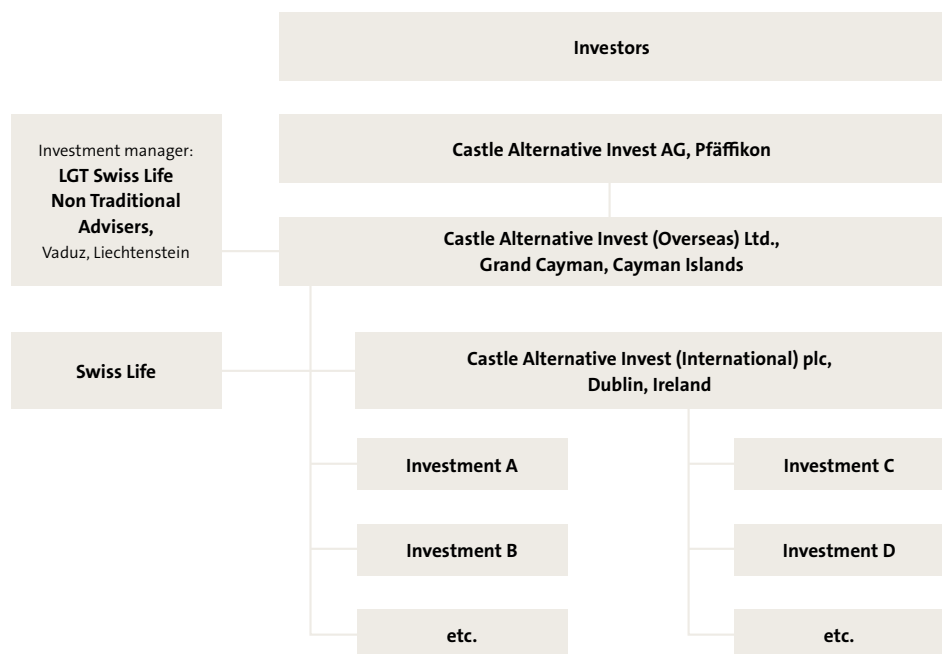 Investors
Castle Alternative Invest AG, Pfäffikon
Investment manager:
LGT Swiss Life
Non Traditional
Advisers,
Vaduz, Liechtenstein
Castle Alternative Invest (Overseas) Ltd.,
Grand Cayman, Cayman Islands
Swiss Life
Castle Alternative Invest (International) plc,
Dublin, Ireland
Investment A
Investment C
Investment B
Investment D
etc.
etc.